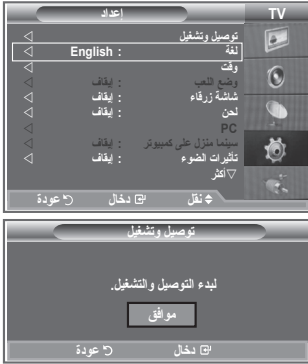 TV
إعداد
توصيل وتشغيل
لغة : English
وقت
وضع اللعب : إيقاف
شاشة زرقاء : إيقاف
لحن : إيقاف
PC
سينما منزل على كمبيوتر : إيقاف
تأثيرات الضوء : إيقاف
أكثر
نقل دخال عودة
توصيل وتشغيل
لبدء التوصيل والتشغيل.
موافق
دخال عودة